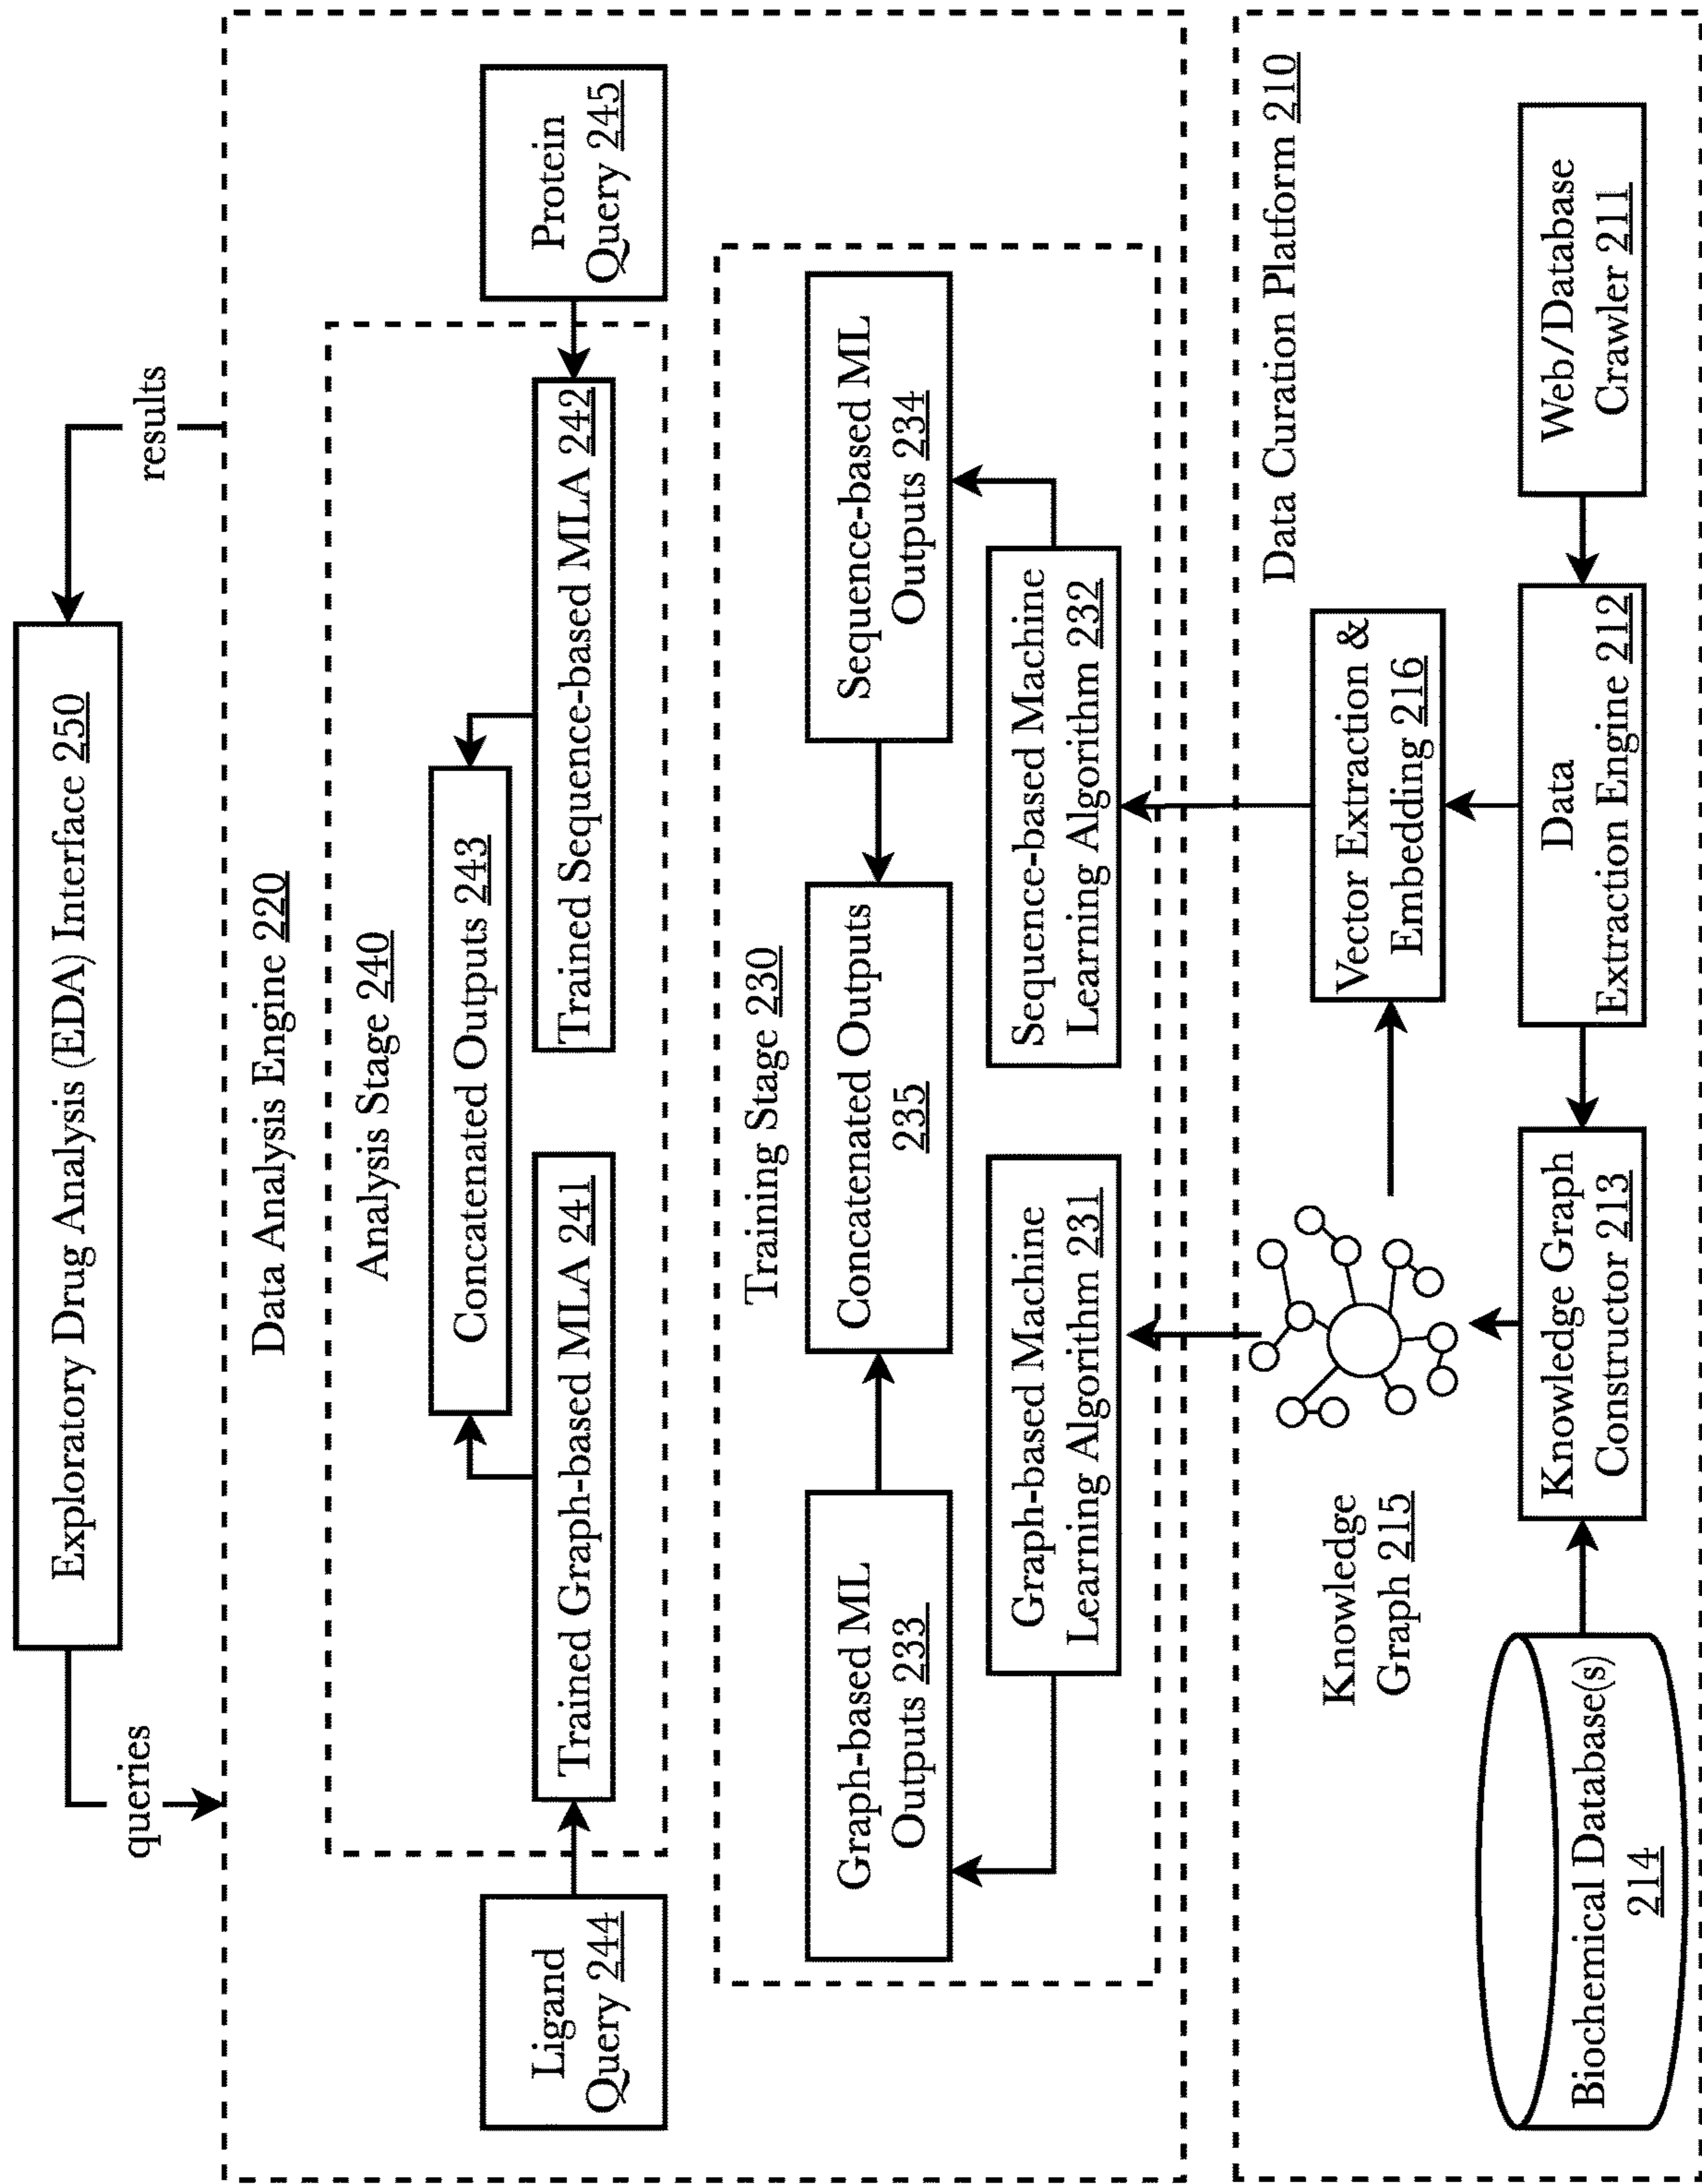 Exploratory Drug Analysis (EDA) Interface 250
queries
results
Data Analysis Engine 220
Analysis Stage 240
Concatenated Outputs 243
Trained Graph-based MLA 241
Trained Sequence-based MLA 242
Ligand
Query 244
Protein
Query 245
Training Stage 230
Graph-based ML
Outputs 233
Concatenated Outputs
235
Sequence-based ML
Outputs 234
Graph-based Machine
Learning Algorithm 231
Sequence-based Machine
Learning Algorithm 232
Data Curation Platform 210
Knowledge
Graph 215
Vector Extraction &
Embedding 216
Biochemical Database(s)
214
Knowledge Graph
Constructor 213
Data
Extraction Engine 212
Web/Database
Crawler 211